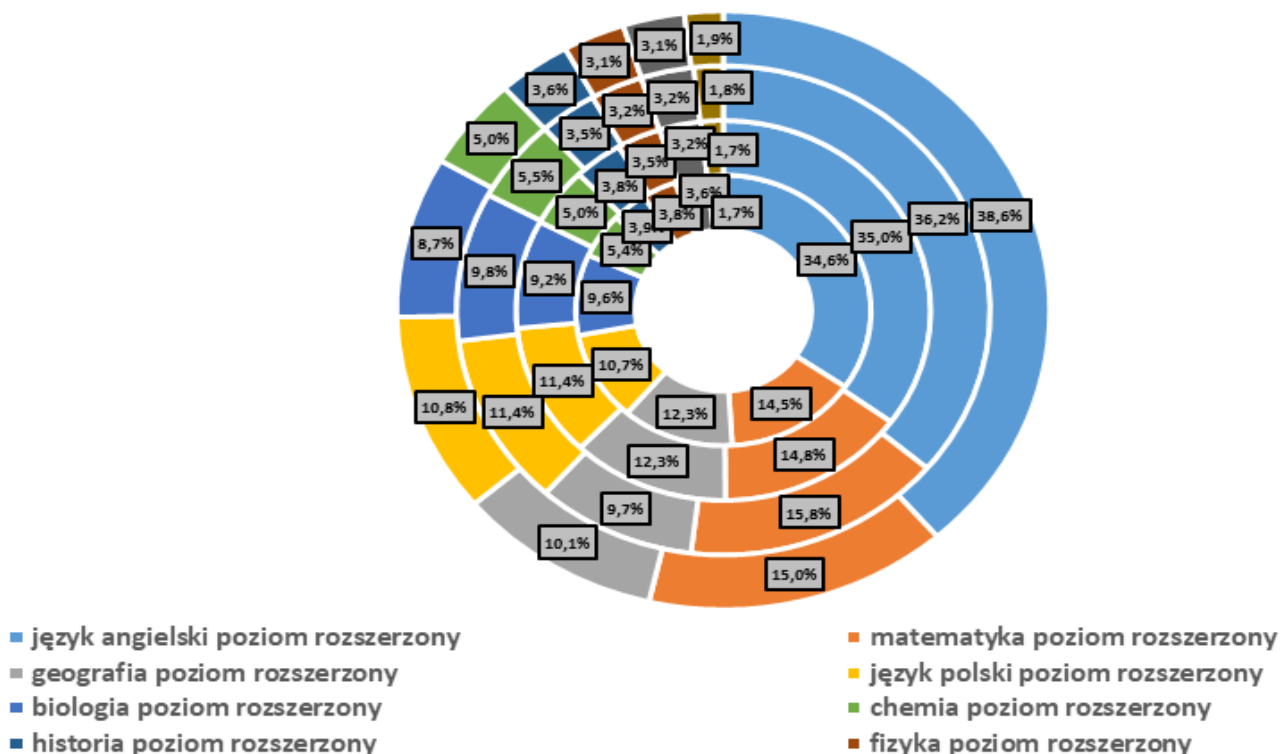 3,1% 1,9%
3,1%
3,6% 3,2% 1,8%
3,2%
5,0% 3,5% 3,2% 1,7%
3,5%
5,5% 3,8% 3,6%
5,0% 3,8% 1,7% 38,6%
3,9% 36,2%
8,7% 5,4% 35,0%
9,8% 9,2% 34,6%
9,6%
10,7%
11,4%
10,8% 11,4% 12,3% 14,5%
12,3% 14,8%
9,7% 15,8%
10,1%
15,0%
język angielski poziom rozszerzony matematyka poziom rozszerzony
geografia poziom rozszerzony język polski poziom rozszerzony
biologia poziom rozszerzony chemia poziom rozszerzony
historia poziom rozszerzony fizyka poziom rozszerzony